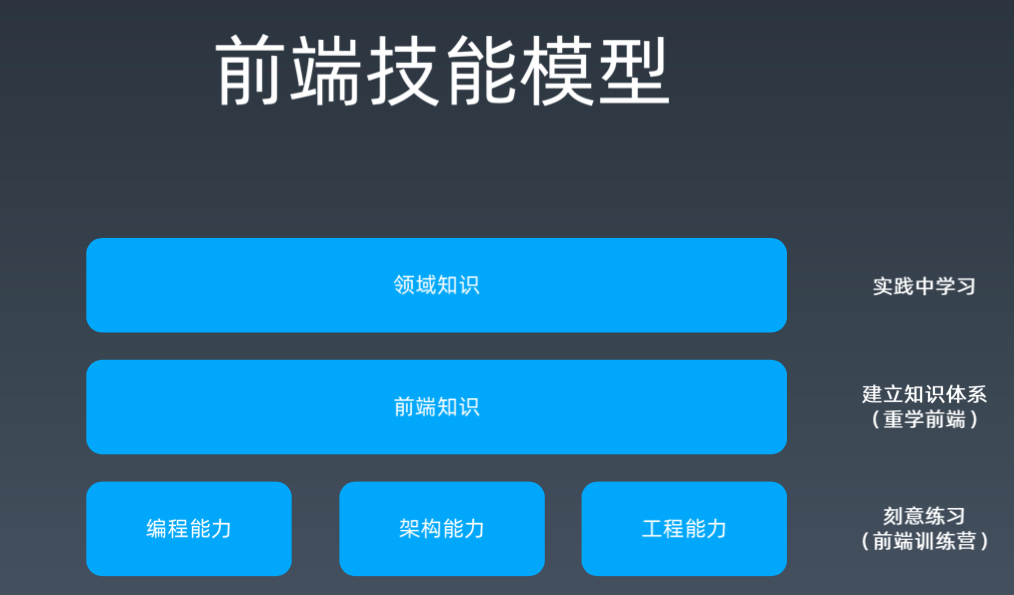 前端技能模型
领域知识
实践中学习
前端知识
建立知识体系
（重学前端）
编程能力
架构能力
工程能力
刻意练习
（前端训练营）